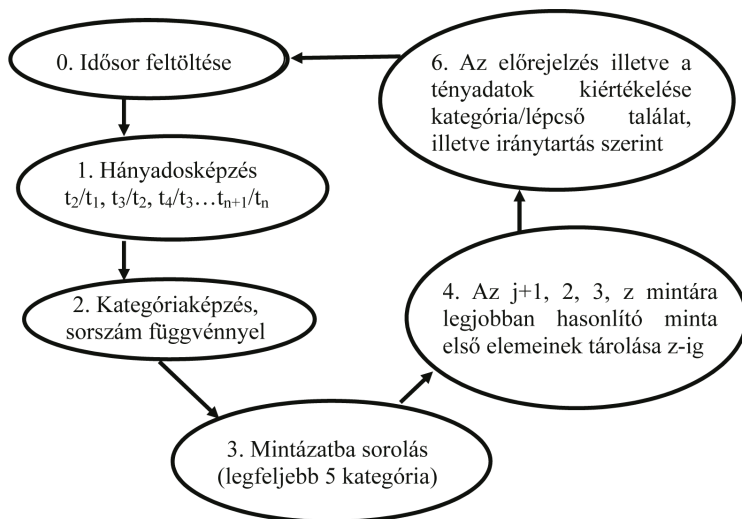 0. Idősor feltöltése
1. Hányadosképzés
t₂/t₁, t₃/t₂, t₄/t₃…tₙ₊₁/tₙ
2. Kategóriaképzés,
sorszám függvénnyel
3. Mintázatba sorolás
(legfeljebb 5 kategória)
4. Az j+1, 2, 3, z mintára
legjobban hasonlító minta
első elemeinek tárolása z-ig
6. Az előrejelzés illetve a
tényadatok kiértékelése
kategória/lépcső találat,
illetve iránytartás szerint